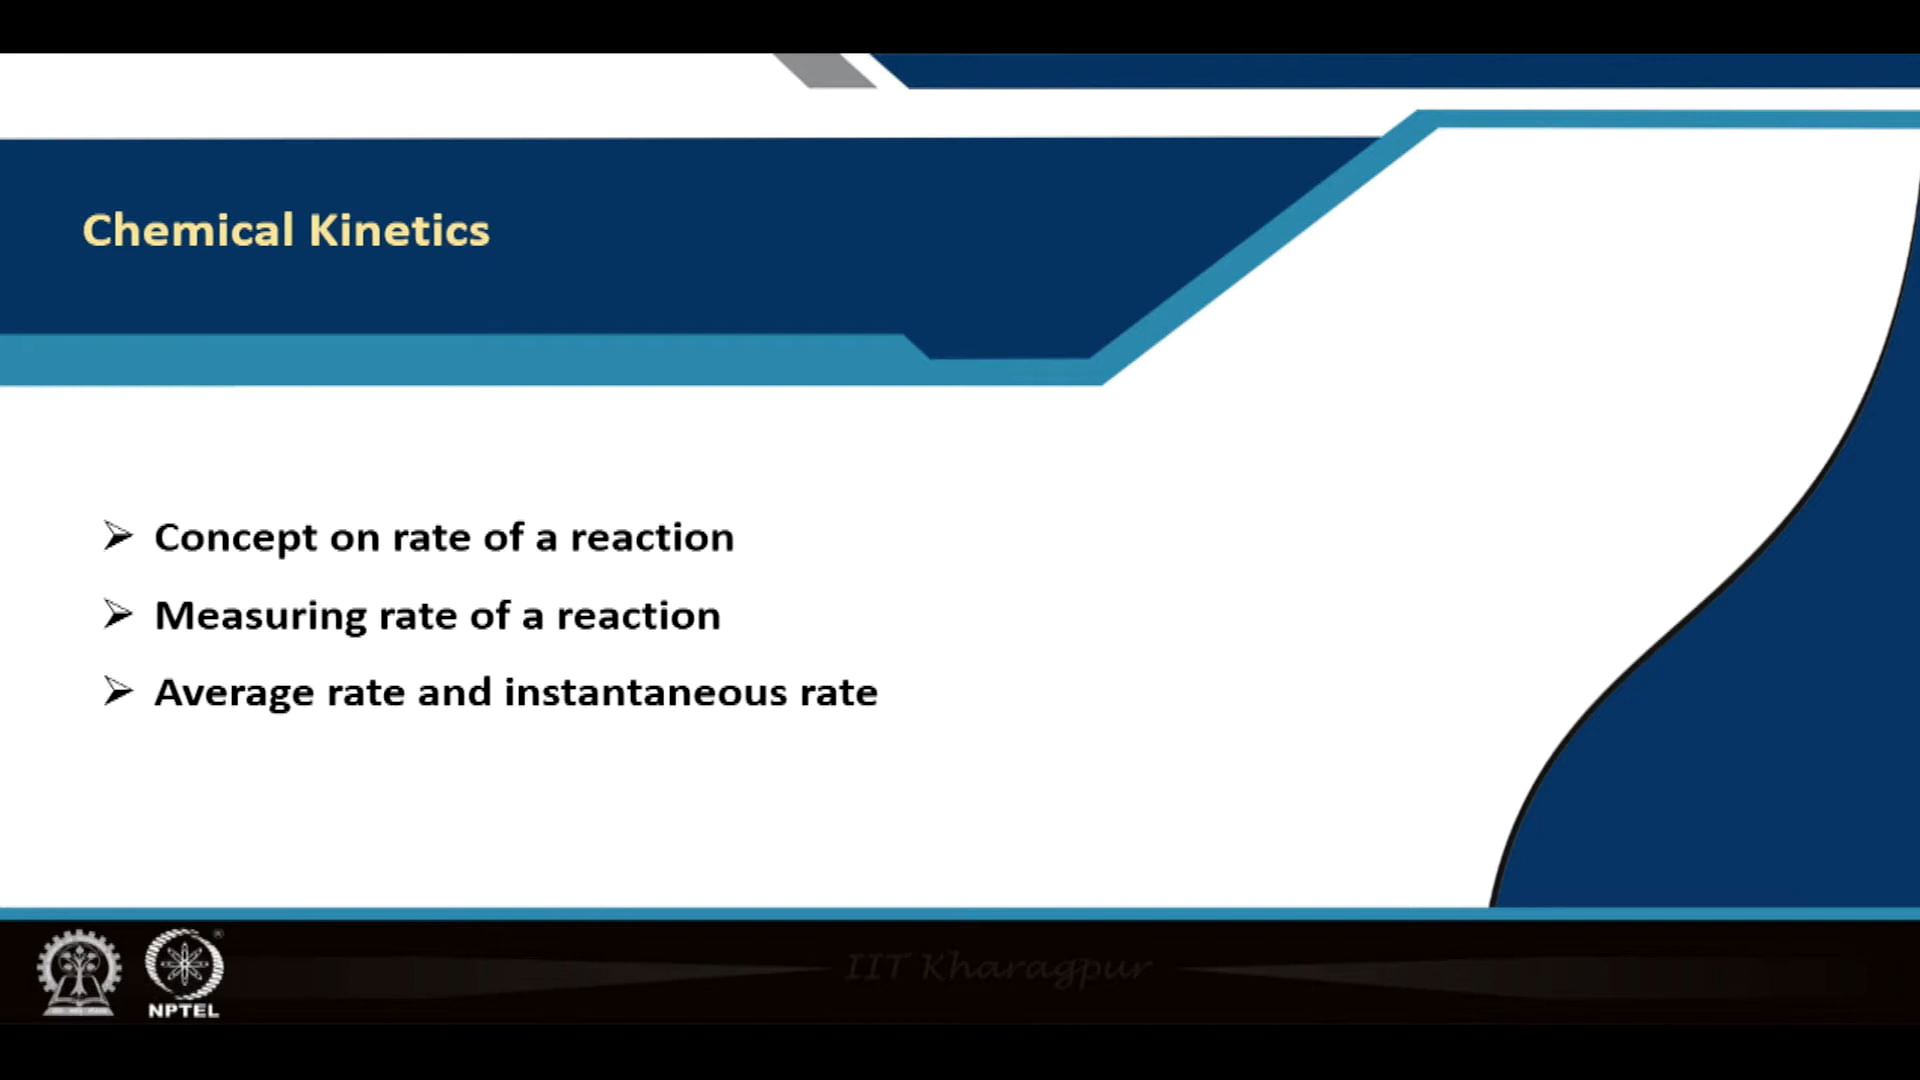 Chemical Kinetics
Concept on rate of a reaction
Measuring rate of a reaction
Average rate and instantaneous rate
IIT Kharagpur
NPTEL